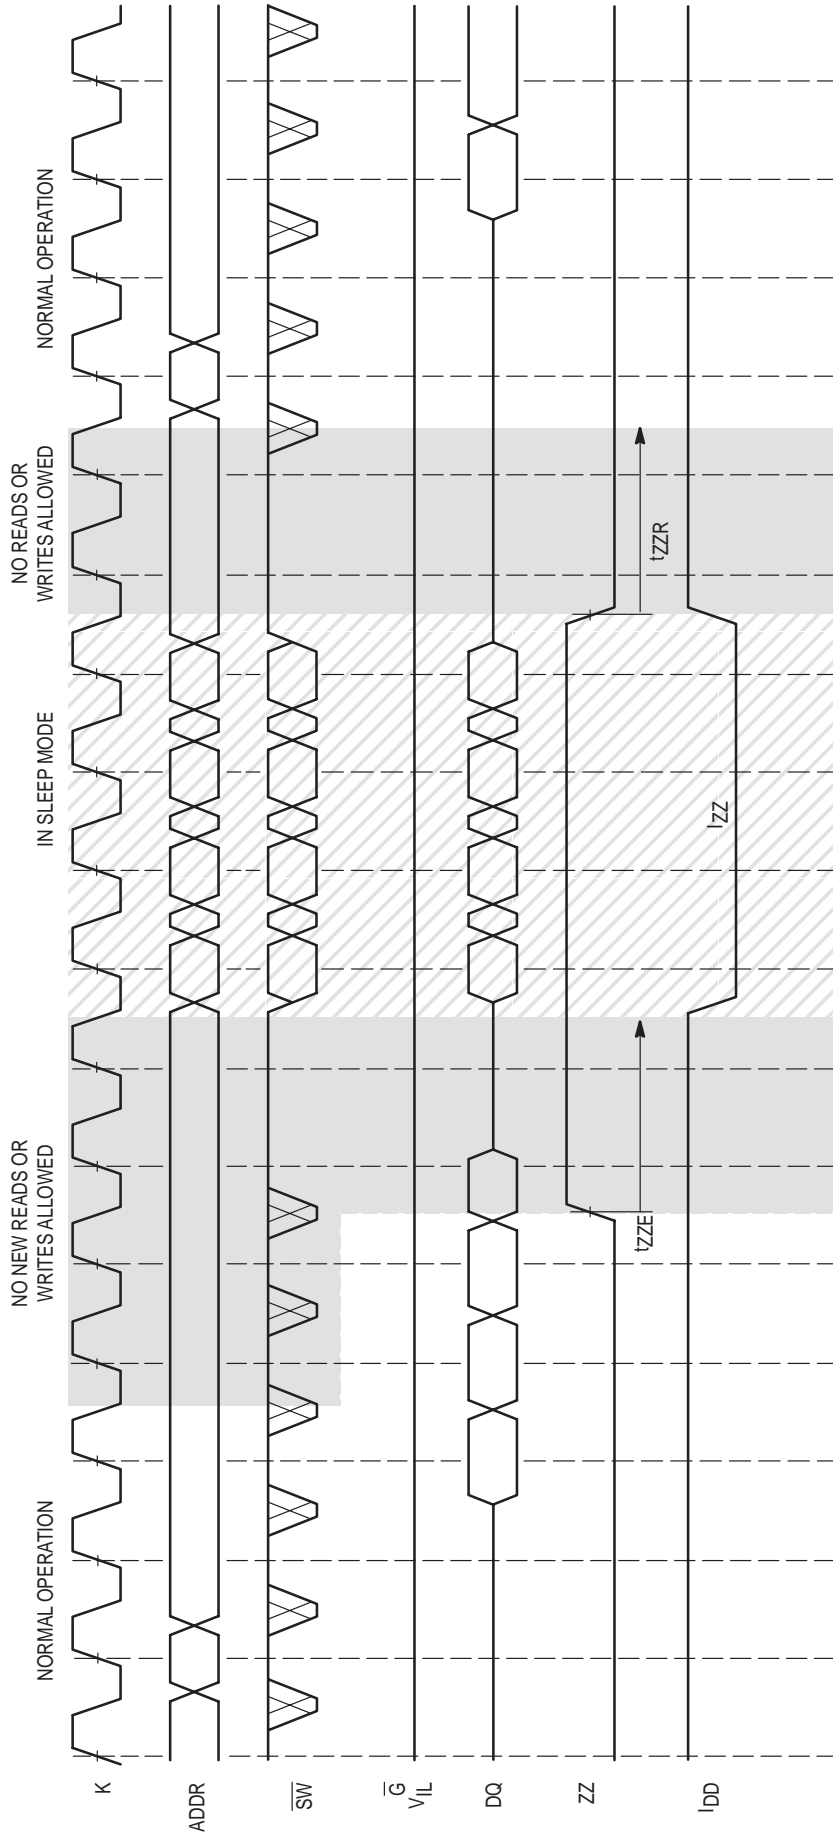 NORMAL OPERATION
NO NEW READS OR
WRITES ALLOWED
IN SLEEP MODE
NO READS OR
WRITES ALLOWED
NORMAL OPERATION
K
ADDR
S̅W̅
G̅
VIL
DQ
ZZ
tZZE
tZZR
IDD
IZZ